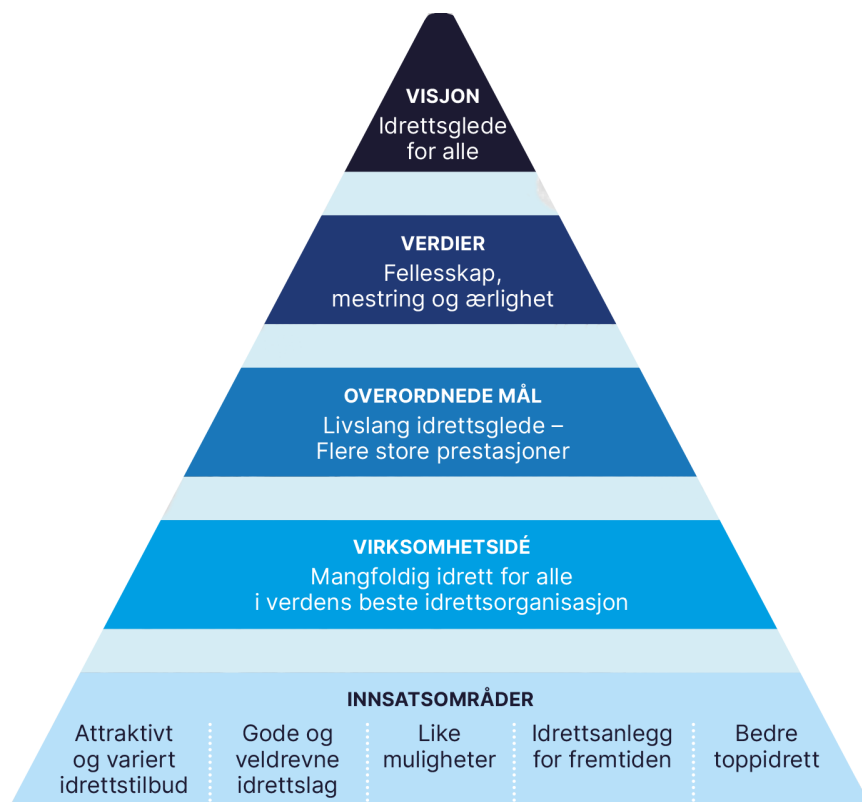 VISJON
Idrettsglede
for alle
VERDIER
Fellesskap,
mestring og ærlighet
OVERORDNEDE MÅL
Livslang idrettsglede –
Flere store prestasjoner
VIRKSOMHETSIDÉ
Mangfoldig idrett for alle
i verdens beste idrettsorganisasjon
INNSATSOMRÅDER
Attraktivt
og variert
idrettstilbud
Gode og
veldrevne
idrettslag
Like
muligheter
Idrettsanlegg
for fremtiden
Bedre
toppidrett